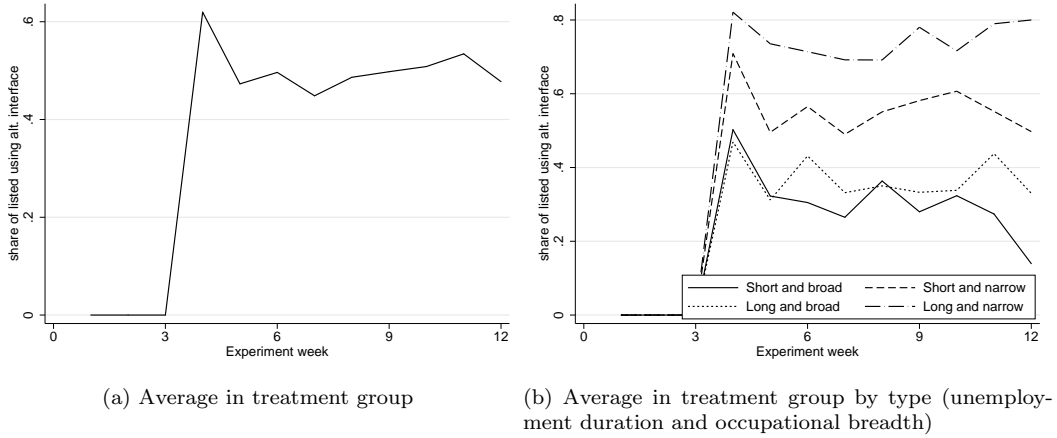 share of listed using alt. interface
.6
.4
.2
0
0 3 6 9 12
Experiment week
(a) Average in treatment group
share of listed using alt. interface
.8
.6
.4
.2
0
Short and broad Short and narrow
Long and broad Long and narrow
0 3 6 9 12
Experiment week
(b) Average in treatment group by type (unemploy-
ment duration and occupational breadth)